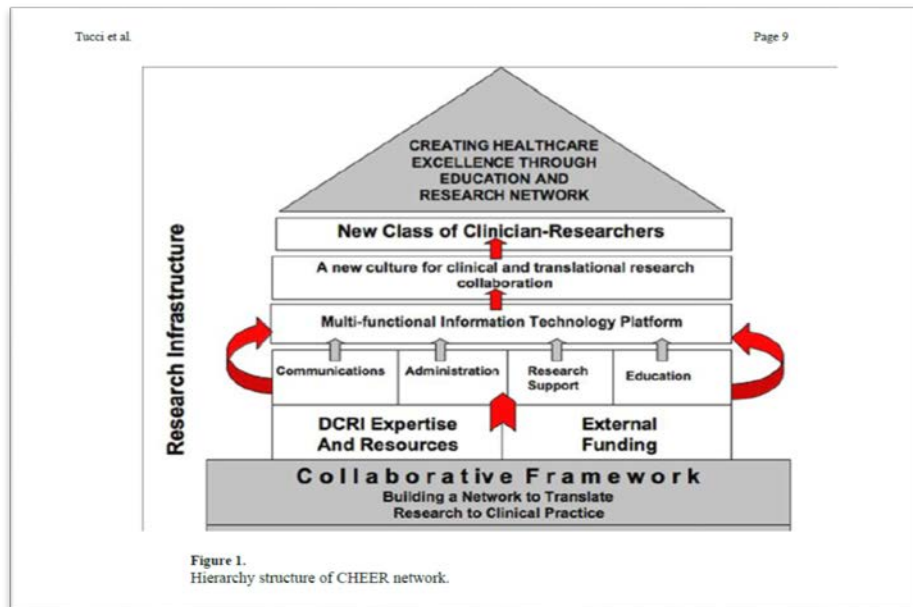 Tucci et al.
Page 9
CREATING HEALTHCARE
EXCELLENCE THROUGH
EDUCATION AND
RESEARCH NETWORK
Research Infrastructure
New Class of Clinician-Researchers
A new culture for clinical and translational research
collaboration
Multi-functional Information Technology Platform
Communications
Administration
Research
Support
Education
DCRI Expertise
And Resources
External
Funding
Collaborative Framework
Building a Network to Translate
Research to Clinical Practice
Figure 1.
Hierarchy structure of CHEER network.